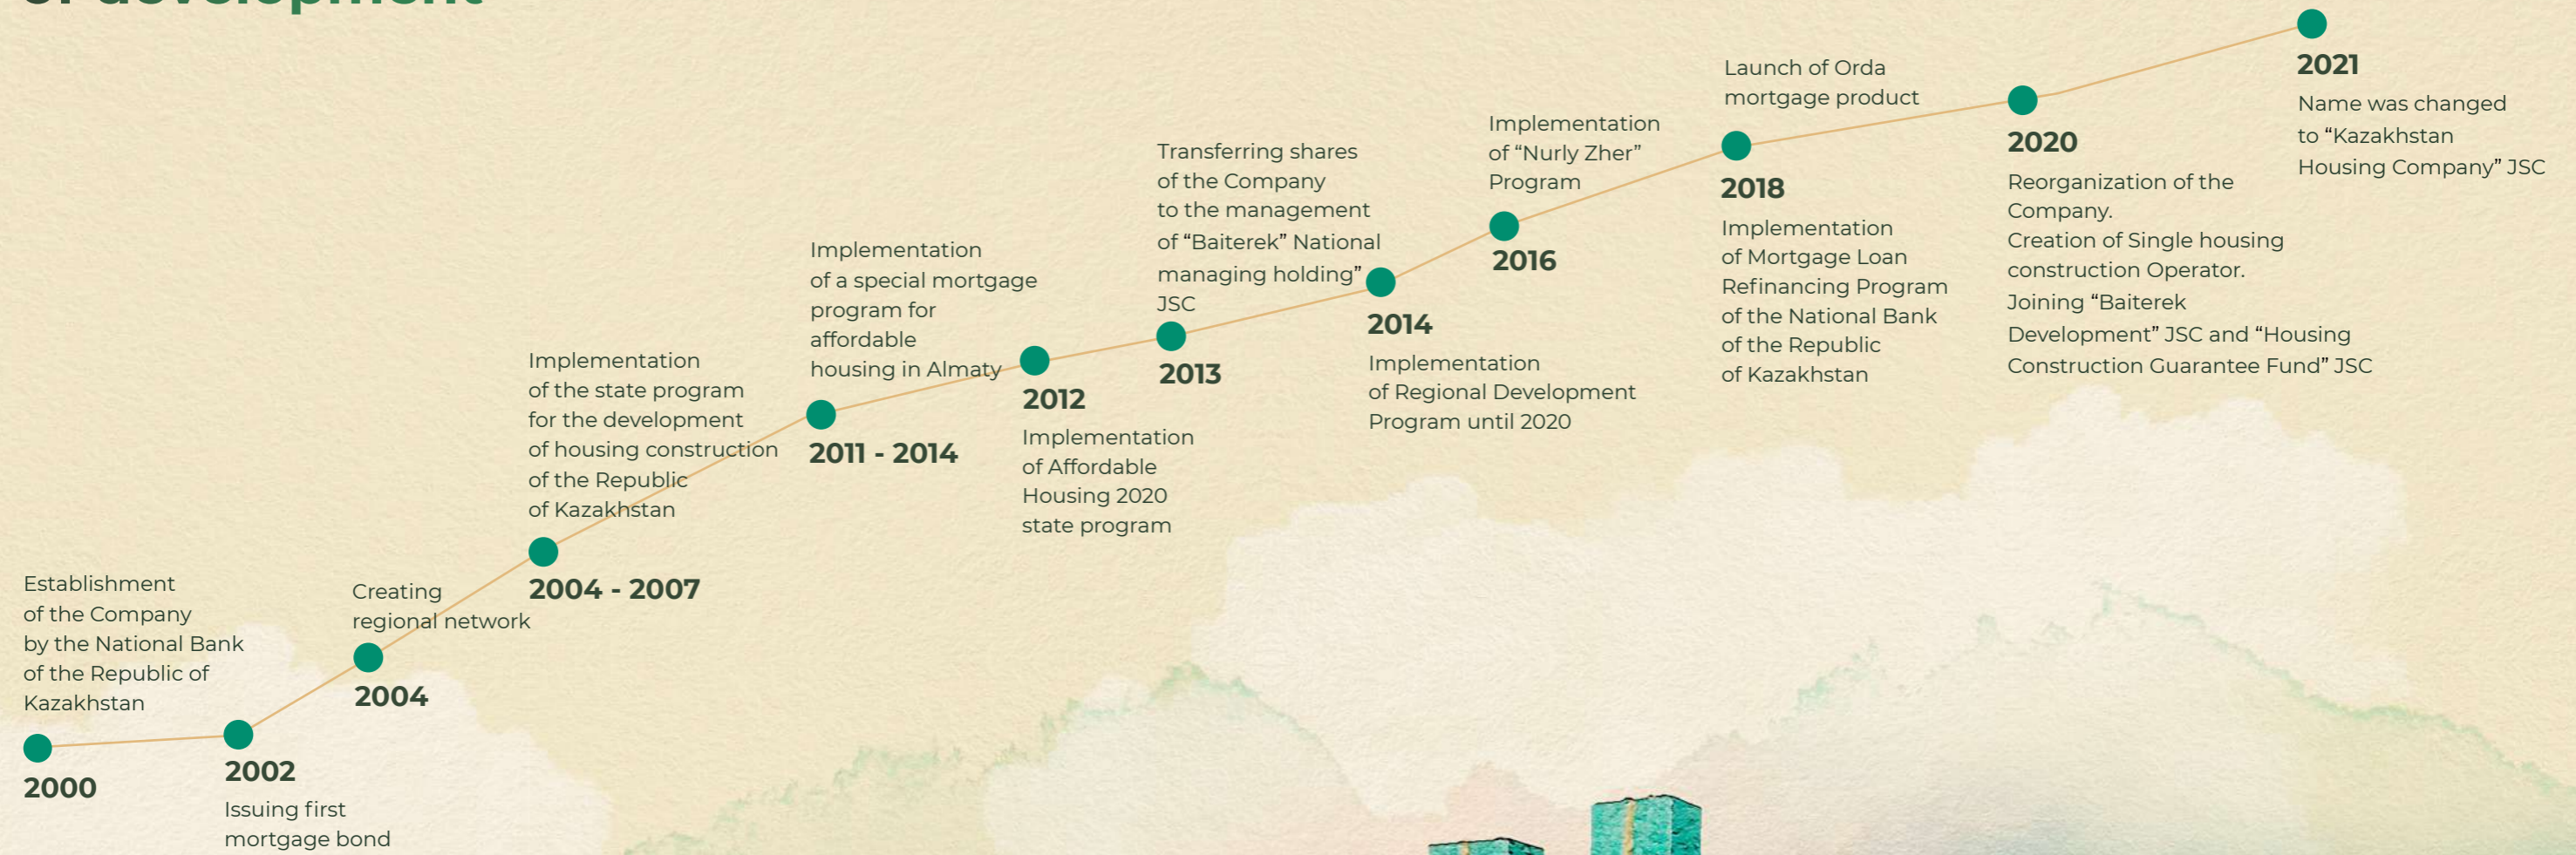 of development
Establishment
of the Company
by the National Bank
of the Republic of
Kazakhstan
2000
2002
Issuing first
mortgage bond
Creating
regional network
2004
Implementation
of the state program
for the development
of housing construction
of the Republic
of Kazakhstan
2004 - 2007
Implementation
of a special mortgage
program for
affordable
housing in Almaty
2011 - 2014
2012
Implementation
of Affordable
Housing 2020
state program
Transferring shares
of the Company
to the management
of “Baiterek” National
managing holding”
JSC
2013
2014
Implementation
of Regional Development
Program until 2020
Implementation
of “Nurly Zher”
Program
2016
Launch of Orda
mortgage product
2018
Implementation
of Mortgage Loan
Refinancing Program
of the National Bank
of the Republic
of Kazakhstan
2020
Reorganization of the
Company.
Creation of Single housing
construction Operator.
Joining “Baiterek
Development” JSC and “Housing
Construction Guarantee Fund” JSC
2021
Name was changed
to “Kazakhstan
Housing Company” JSC